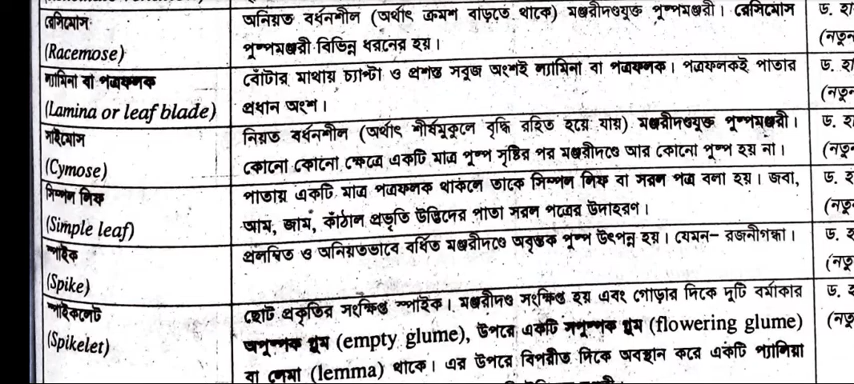 রেসিমোস
(Racemose)
অনিয়ত বর্ধনশীল (অর্থাৎ ক্রমশ বাড়তে থাকে) মঞ্জরীদণ্ডযুক্ত পুষ্পমঞ্জরী। রেসিমোস
পুষ্পমঞ্জরী বিভিন্ন ধরনের হয়।
ড. হা
(নতুন
ল্যামিনা বা পত্রফলক
(Lamina or leaf blade)
বোঁটার মাথায় চ্যাপ্টা ও প্রশস্ত সবুজ অংশই ল্যামিনা বা পত্রফলক। পত্রফলকই পাতার
প্রধান অংশ।
ড. হা
(নতুন
সাইমোস
(Cymose)
নিয়ত বর্ধনশীল (অর্থাৎ শীর্ষমুকুলে বৃদ্ধি রহিত হয়ে যায়) মঞ্জরীদণ্ডযুক্ত পুষ্পমঞ্জরী।
কোনো কোনো ক্ষেত্রে একটি মাত্র পুষ্প সৃষ্টির পর মঞ্জরীদণ্ডে আর কোনো পুষ্প হয় না।
ড. হ
(নতুন
সিম্পল লিফ
(Simple leaf)
পাতায় একটি মাত্র পত্রফলক থাকলে তাকে সিম্পল লিফ বা সরল পত্র বলা হয়। জবা,
আম, জাম, কাঁঠাল প্রভৃতি উদ্ভিদের পাতা সরল পত্রের উদাহরণ।
ড. হ
(নতুন
স্পাইক
(Spike)
প্রলম্বিত ও অনিয়তভাবে বর্ধিত মঞ্জরীদণ্ডে অবৃন্তক পুষ্প উৎপন্ন হয়। যেমন– রজনীগন্ধা।
ড. হ
(নতু
স্পাইকলেট
(Spikelet)
ছোট প্রকৃতির সংক্ষিপ্ত স্পাইক। মঞ্জরীদণ্ড সংক্ষিপ্ত হয় এবং গোড়ার দিকে দুটি বর্মাকার
অপুষ্পক গ্লুম (empty glume), উপরে একটি সপুষ্পক গ্লুম (flowering glume)
বা লেমা (lemma) থাকে। এর উপরে বিপরীত দিকে অবস্থান করে একটি প্যালিয়া
ড. হ
(নতু